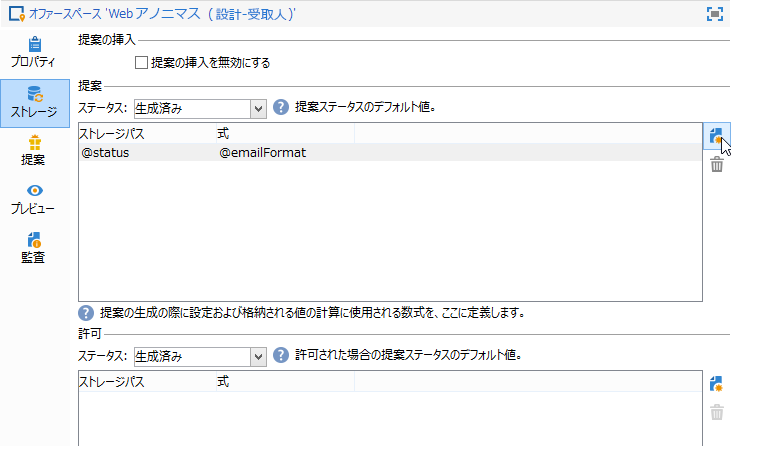 オファースペース 'Web アノニマス ( 設計-受取人)'
プロパティ
ストレージ
提案
プレビュー
監査
提案の挿入
提案の挿入を無効にする
提案
ステータス: 生成済み ? 提案ステータスのデフォルト値。
ストレージパス 式
@status @emailFormat
? 提案の生成の際に設定および格納される値の計算に使用される数式を、ここに定義します。
許可
ステータス: 生成済み ? 許可された場合の提案ステータスのデフォルト値。
ストレージパス 式